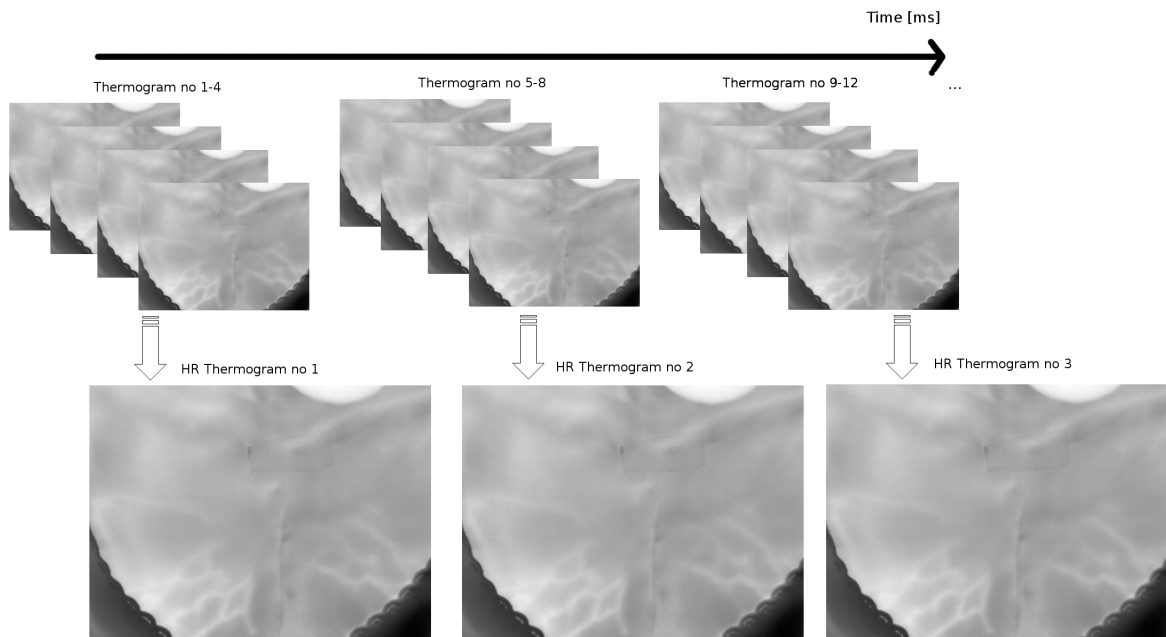 Time [ms]
Thermogram no 1-4
Thermogram no 5-8
Thermogram no 9-12
...
HR Thermogram no 1
HR Thermogram no 2
HR Thermogram no 3